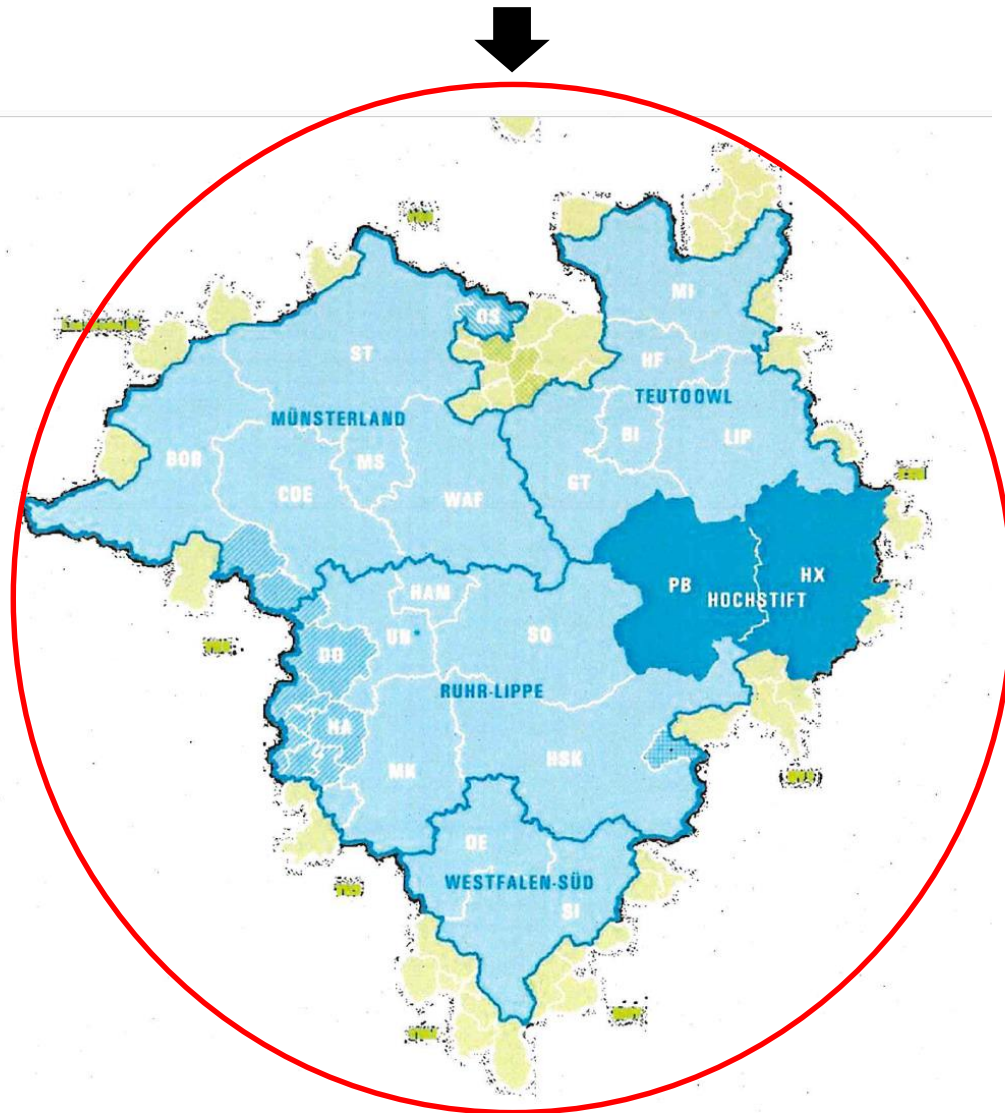 OS
MI
ST
HF
TEUTOOWL
MÜNSTERLAND
BI
LIP
BOR
MS
GT
COE
WAF
HX
PB
HOCHSTIFT
HAM
UN
SO
DO
RUHR-LIPPE
HA
HSK
MK
OE
WESTFALEN-SÜD
SI